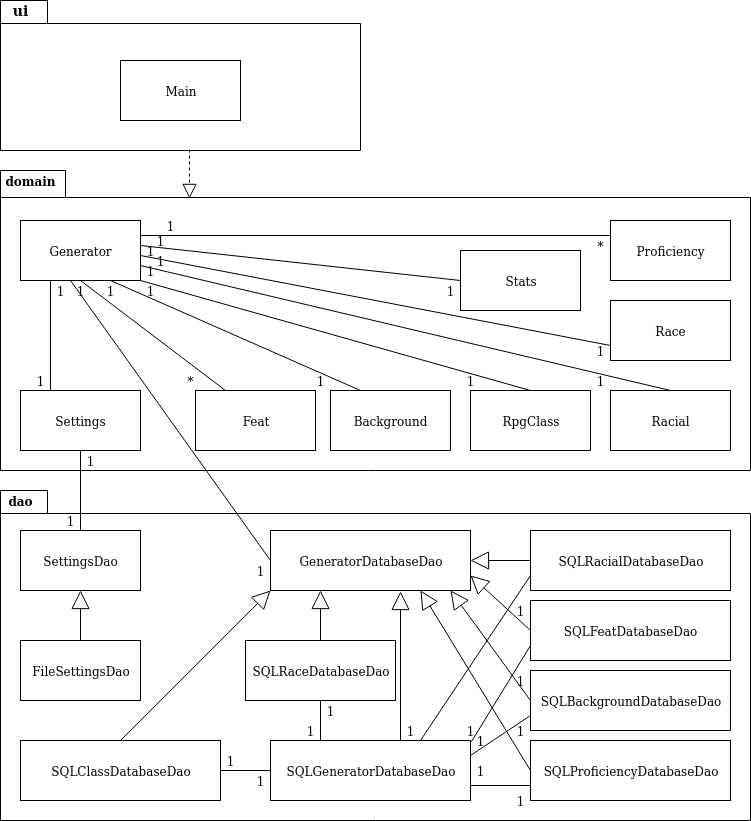 ui
Main
domain
Generator
1
1
1
1
1
*
Proficiency
Stats
1
Race
1
1
1
1
1
1
*
1
1
1
Settings
Feat
Background
RpgClass
Racial
1
dao
1
SettingsDao
GeneratorDatabaseDao
1
SQLRacialDatabaseDao
1
SQLFeatDatabaseDao
FileSettingsDao
SQLRaceDatabaseDao
1
SQLBackgroundDatabaseDao
1
1
1
1
1
1
SQLClassDatabaseDao
1
1
SQLGeneratorDatabaseDao
1
1
SQLProficiencyDatabaseDao